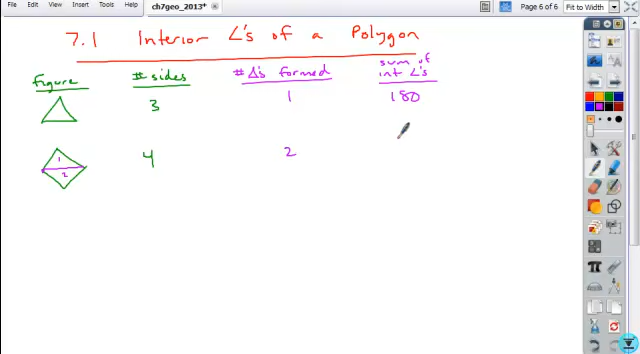 File Edit View Insert Tools Help
ch7geo_2013*
Page 6 of 6
Fit to Width
7.1 Interior ∠'s of a Polygon
figure # sides # Δ's formed sum of int ∠'s
3 1 180
1
2
4 2